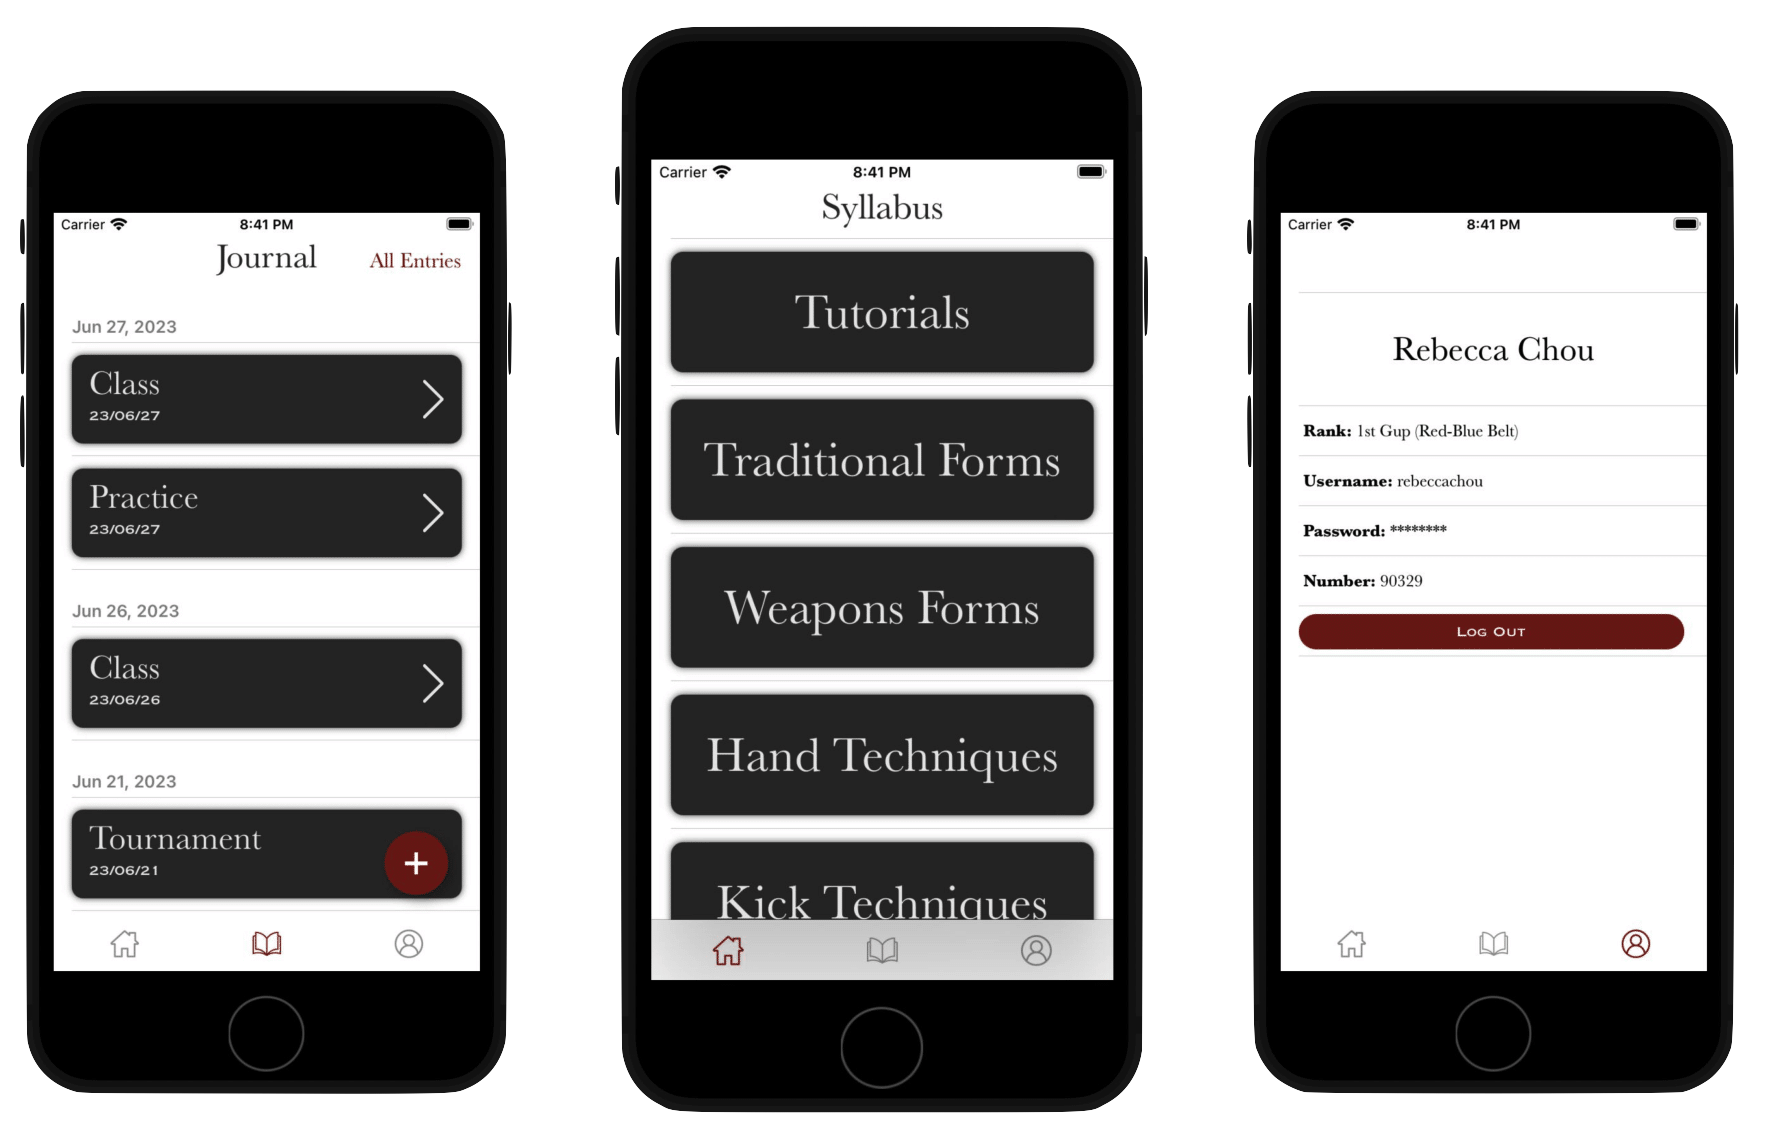 Carrier 8:41 PM
Journal All Entries
Jun 27, 2023
Class
23/06/27
Practice
23/06/27
Jun 26, 2023
Class
23/06/26
Jun 21, 2023
Tournament
23/06/21
+
Carrier 8:41 PM
Syllabus
Tutorials
Traditional Forms
Weapons Forms
Hand Techniques
Kick Techniques
Carrier 8:41 PM
Rebecca Chou
Rank: 1st Gup (Red-Blue Belt)
Username: rebeccachou
Password: ********
Number: 90329
Log Out